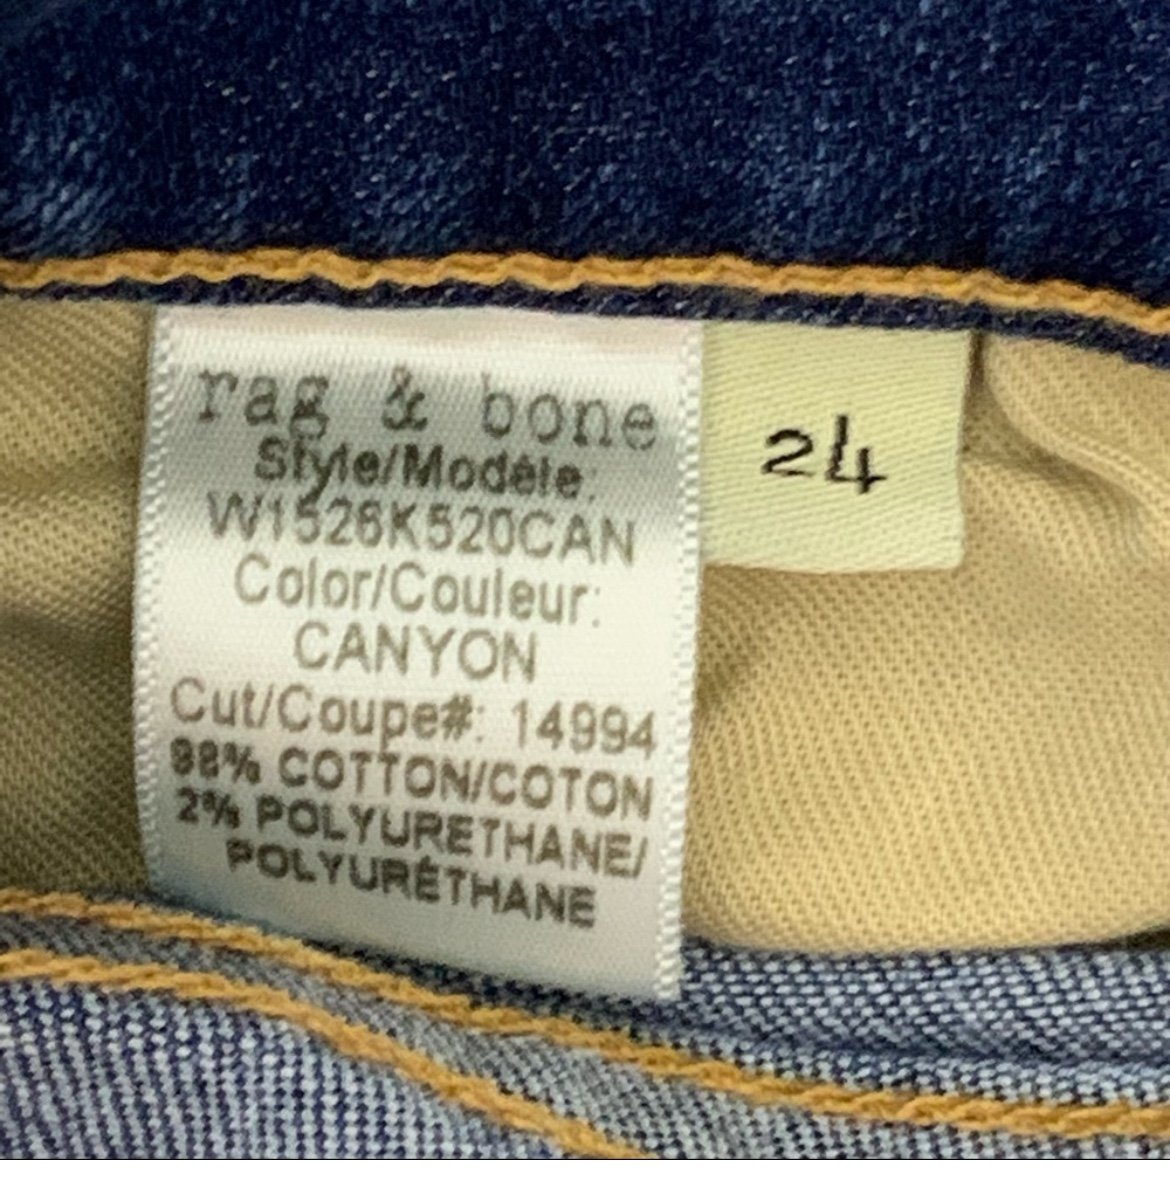 rag & bone
Style/Modèle:
W1526K520CAN
Color/Couleur:
CANYON
Cut/Coupe#: 14994
98% COTTON/COTON
2% POLYURETHANE/
POLYURÉTHANE
24